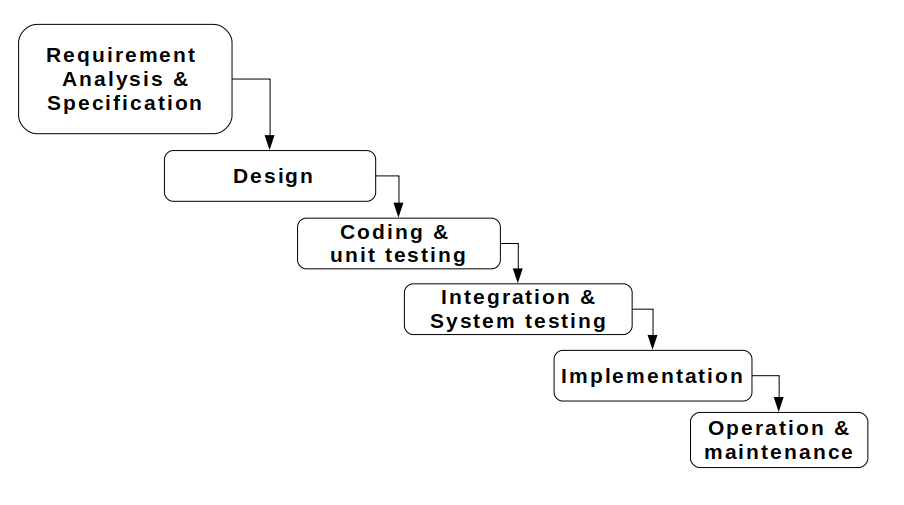 Requirement
Analysis &
Specification
Design
Coding &
unit testing
Integration &
System testing
Implementation
Operation &
maintenance